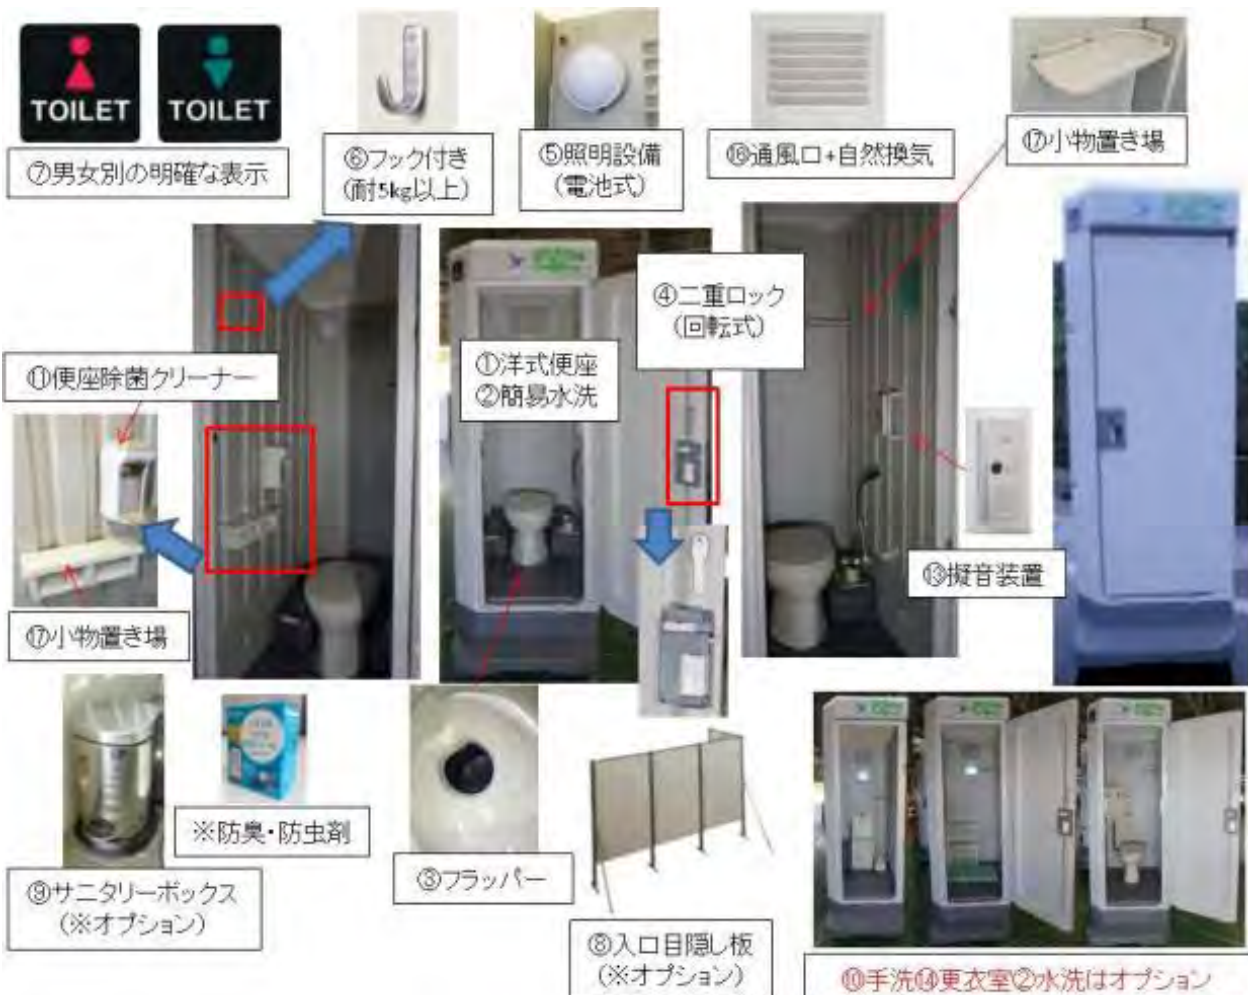 TOILET
TOILET
⑦男女別の明確な表示
⑥フック付き
(耐5kg以上)
⑤照明設備
(電池式)
⑯通風口+自然換気
⑰小物置き場
④二重ロック
(回転式)
①洋式便座
②簡易水洗
⑪便座除菌クリーナー
⑬擬音装置
⑰小物置き場
※防臭・防虫剤
③フラッパー
⑨サニタリーボックス
(※オプション)
⑧入口目隠し板
(※オプション)
⑩手洗⑭更衣室②水洗はオプション